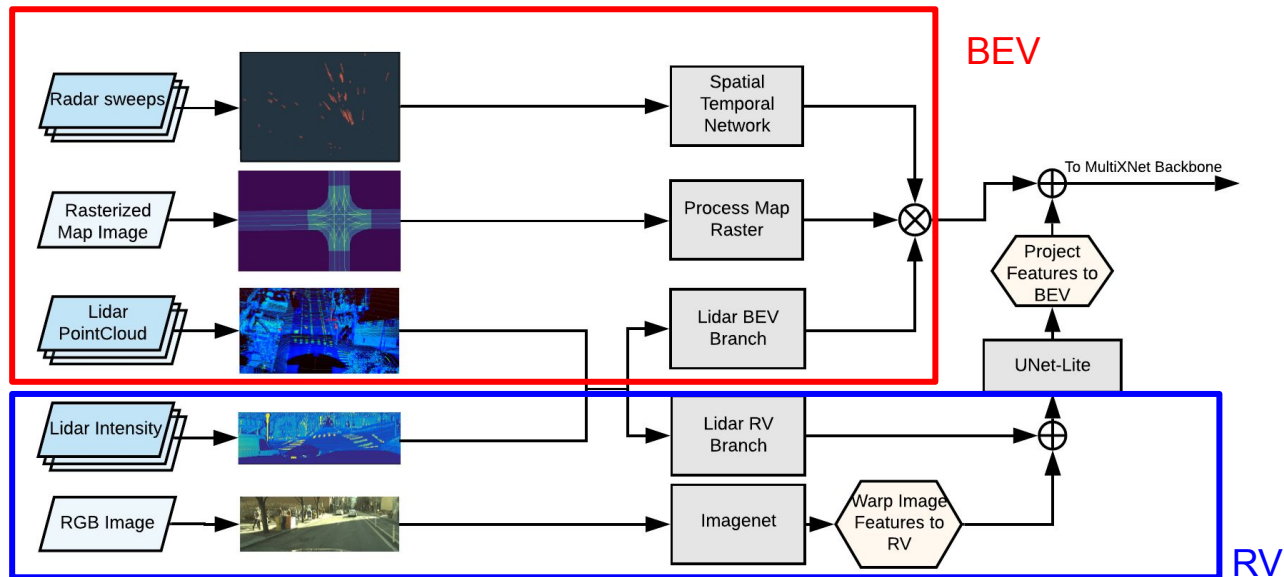 BEV
Radar sweeps
Spatial
Temporal
Network
To MultiXNet Backbone
Rasterized
Map Image
Process Map
Raster
Project
Features to
BEV
Lidar
PointCloud
Lidar BEV
Branch
UNet-Lite
Lidar Intensity
Lidar RV
Branch
RGB Image
Imagenet
Warp Image
Features to
RV
RV